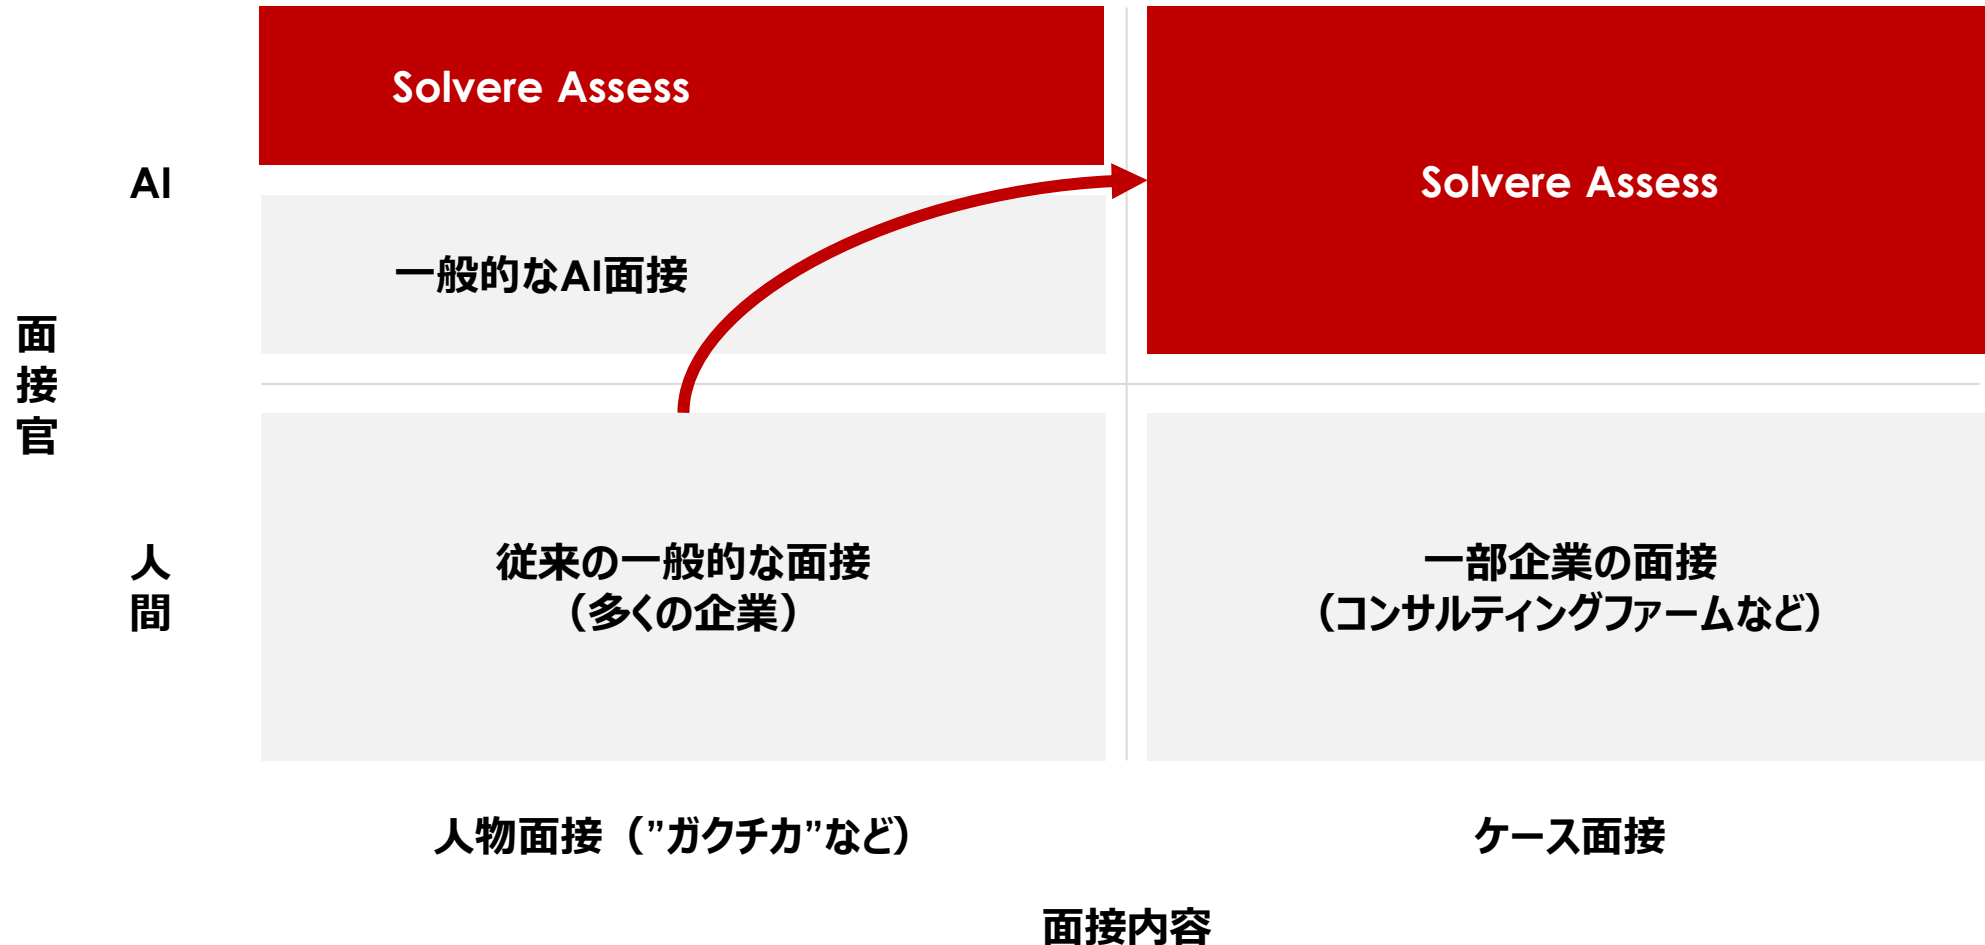 Solvere Assess
Solvere Assess
AI
一般的なAI面接
面接官
人間
従来の一般的な面接
（多くの企業）
一部企業の面接
（コンサルティングファームなど）
人物面接（”ガクチカ”など）
ケース面接
面接内容